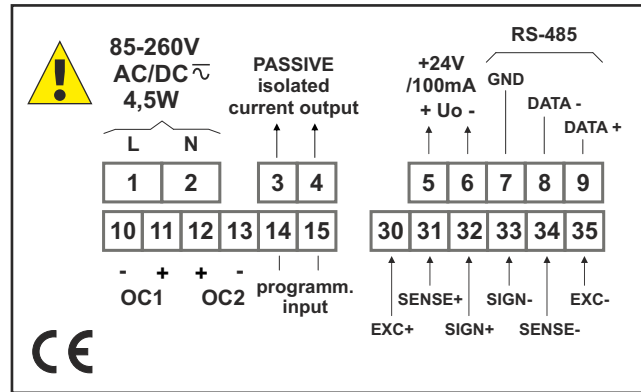 85-260V
AC/DC
4,5W
L N
PASSIVE
isolated
current output
+24V
/100mA
+ Uo -
RS-485
GND
DATA -
DATA +
1 2 3 4 5 6 7 8 9
10 11 12 13 14 15 30 31 32 33 34 35
- + + -
OC1 OC2
programm.
input
SENSE+ SIGN- EXC-
EXC+ SIGN+ SENSE-
CE